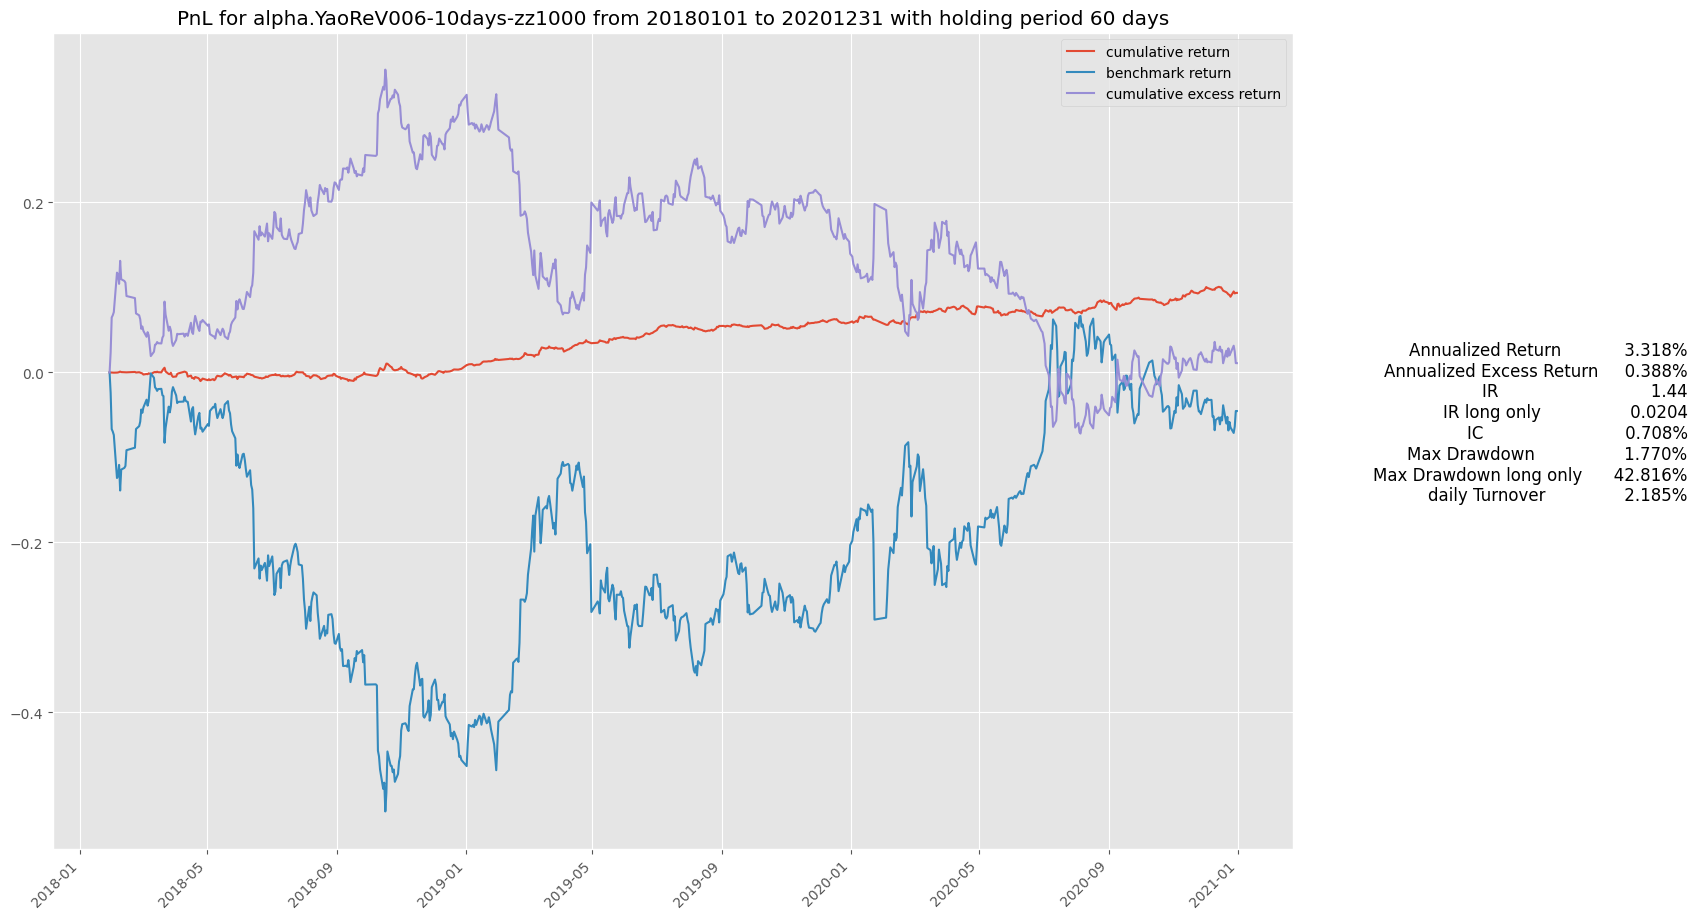 PnL for alpha.YaoReV006-10days-zz1000 from 20180101 to 20201231 with holding period 60 days
cumulative return
benchmark return
cumulative excess return
0.2
0.0
−0.2
−0.4
Annualized Return 3.318%
Annualized Excess Return 0.388%
IR 1.44
IR long only 0.0204
IC 0.708%
Max Drawdown 1.770%
Max Drawdown long only 42.816%
daily Turnover 2.185%
2018-01
2018-05
2018-09
2019-01
2019-05
2019-09
2020-01
2020-05
2020-09
2021-01